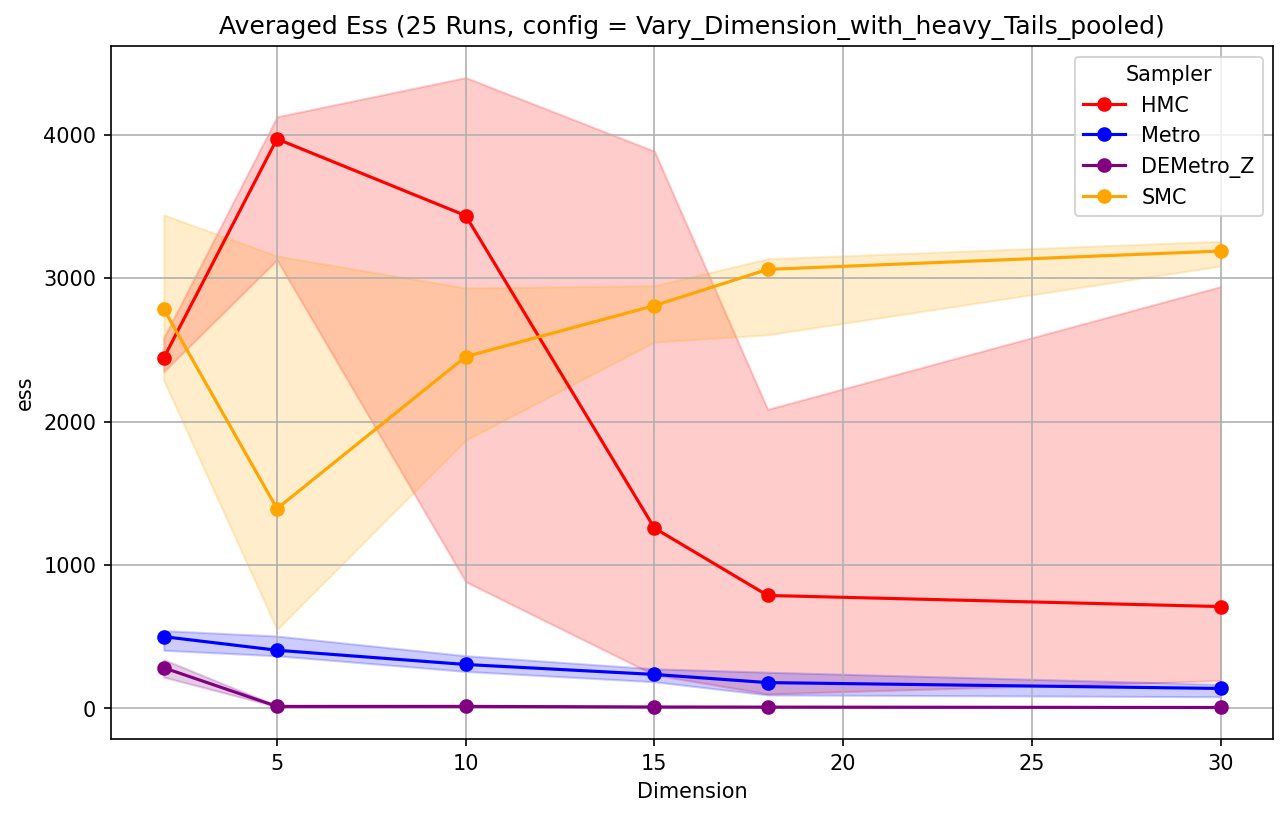 Averaged Ess (25 Runs, config = Vary_Dimension_with_heavy_Tails_pooled)
Sampler
HMC
Metro
DEMetro_Z
SMC
ess
4000
3000
2000
1000
0
5 10 15 20 25 30
Dimension